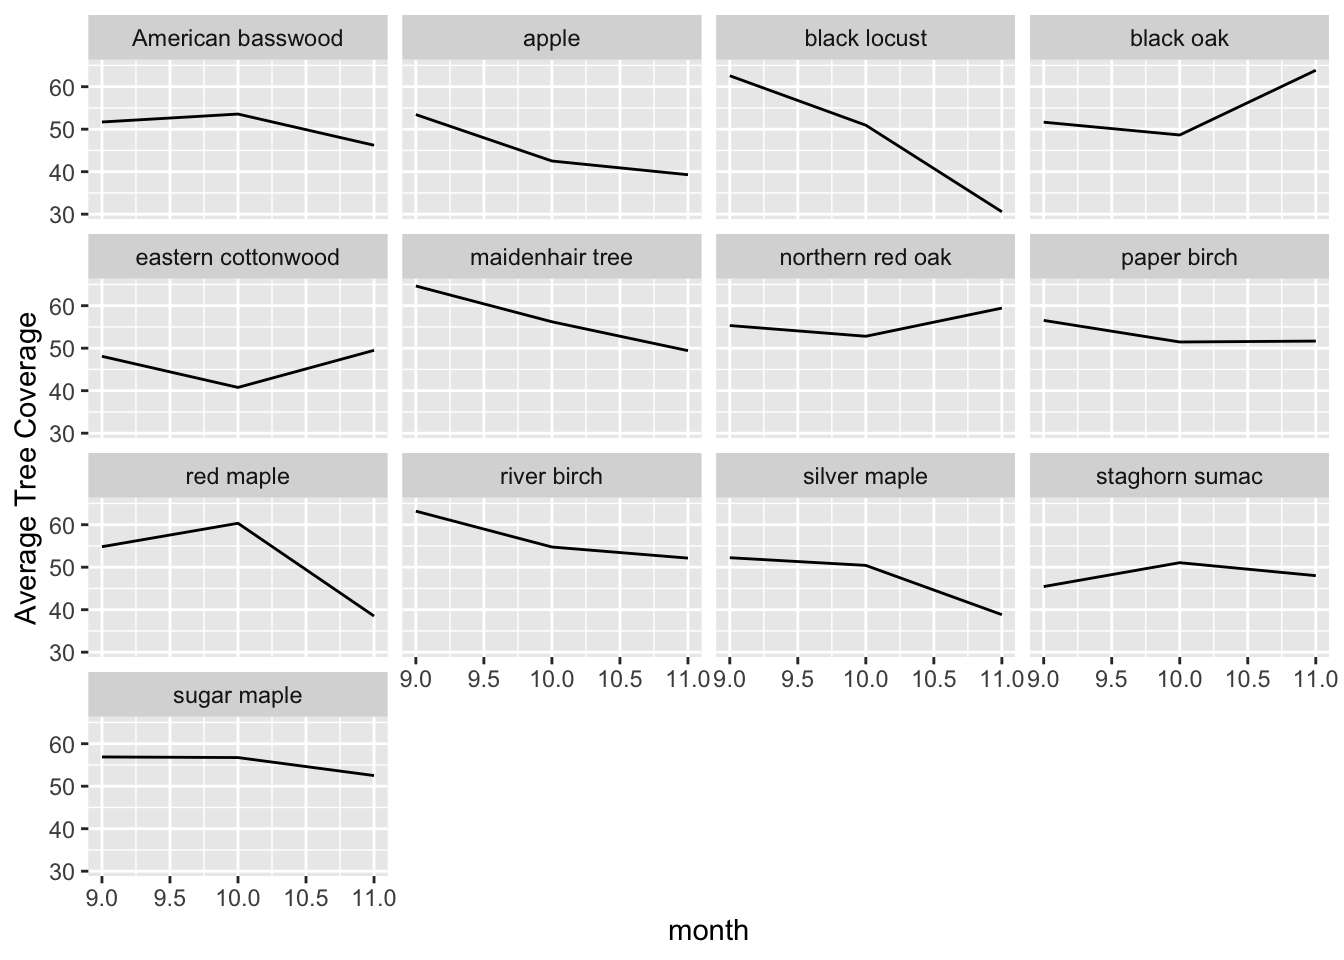 American basswood apple black locust black oak
60
50
40
30
eastern cottonwood maidenhair tree northern red oak paper birch
60
50
40
30
Average Tree Coverage
red maple river birch silver maple staghorn sumac
60
50
40
30
9.0 9.5 10.0 10.5 11.0 9.0 9.5 10.0 10.5 11.0 9.0 9.5 10.0 10.5 11.0
sugar maple
60
50
40
30
9.0 9.5 10.0 10.5 11.0
month